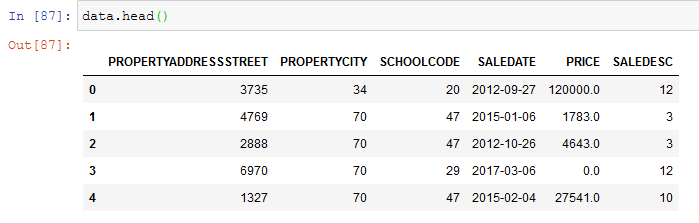 In [87]: data.head()
Out[87]:
PROPERTYADDRESSSTREET PROPERTYCITY SCHOOLCODE SALEDATE PRICE SALEDESC
0 3735 34 20 2012-09-27 120000.0 12
1 4769 70 47 2015-01-06 1783.0 3
2 2888 70 47 2012-10-26 4643.0 3
3 6970 70 29 2017-03-06 0.0 12
4 1327 70 47 2015-02-04 27541.0 10